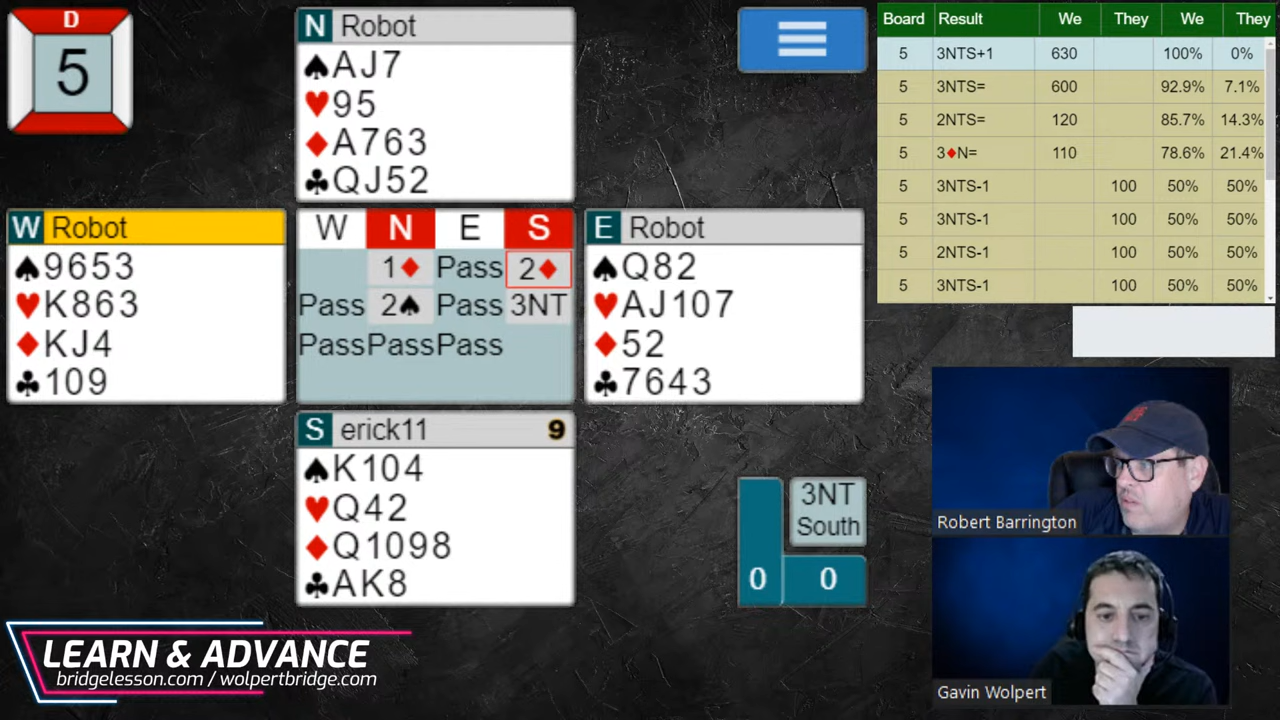 D
5
N Robot
♠AJ7
♥95
♦A763
♣QJ52
W Robot
♠9653
♥K863
♦KJ4
♣109
W N E S
1♦ Pass 2♦
Pass 2♠ Pass 3NT
Pass Pass Pass
E Robot
♠Q82
♥AJ107
♦52
♣7643
S erick11 9
♠K104
♥Q42
♦Q1098
♣AK8
3NT
South
0 0
Board Result We They We They
5 3NTS+1 630 100% 0%
5 3NTS= 600 92.9% 7.1%
5 2NTS= 120 85.7% 14.3%
5 3♦N= 110 78.6% 21.4%
5 3NTS-1 100 50% 50%
5 3NTS-1 100 50% 50%
5 2NTS-1 100 50% 50%
5 3NTS-1 100 50% 50%
Robert Barrington
Gavin Wolpert
LEARN & ADVANCE
bridgelesson.com / wolpertbridge.com